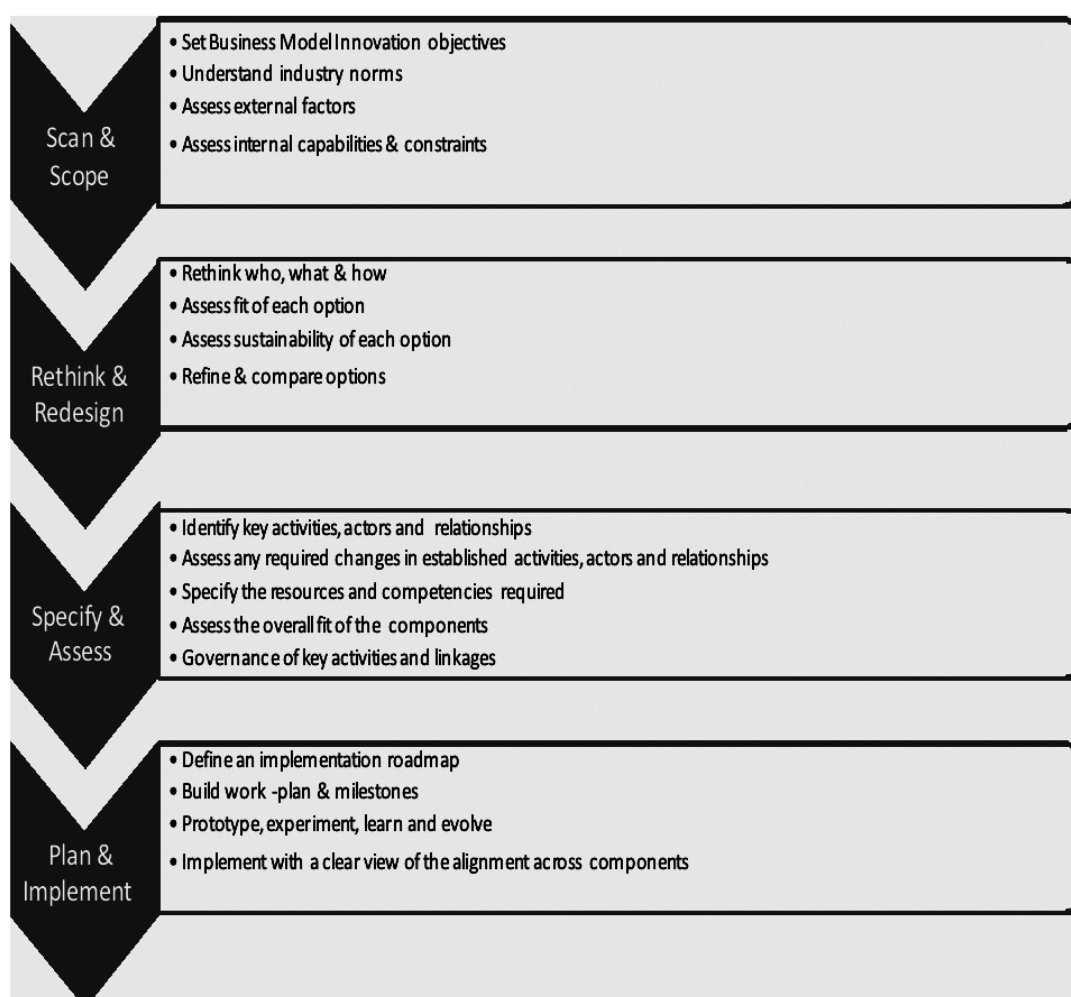 Scan &
Scope
• Set Business Model Innovation objectives
• Understand industry norms
• Assess external factors
• Assess internal capabilities & constraints
Rethink &
Redesign
• Rethink who, what & how
• Assess fit of each option
• Assess sustainability of each option
• Refine & compare options
Specify &
Assess
• Identify key activities, actors and relationships
• Assess any required changes in established activities, actors and relationships
• Specify the resources and competencies required
• Assess the overall fit of the components
• Governance of key activities and linkages
Plan &
Implement
• Define an implementation roadmap
• Build work -plan & milestones
• Prototype, experiment, learn and evolve
• Implement with a clear view of the alignment across components